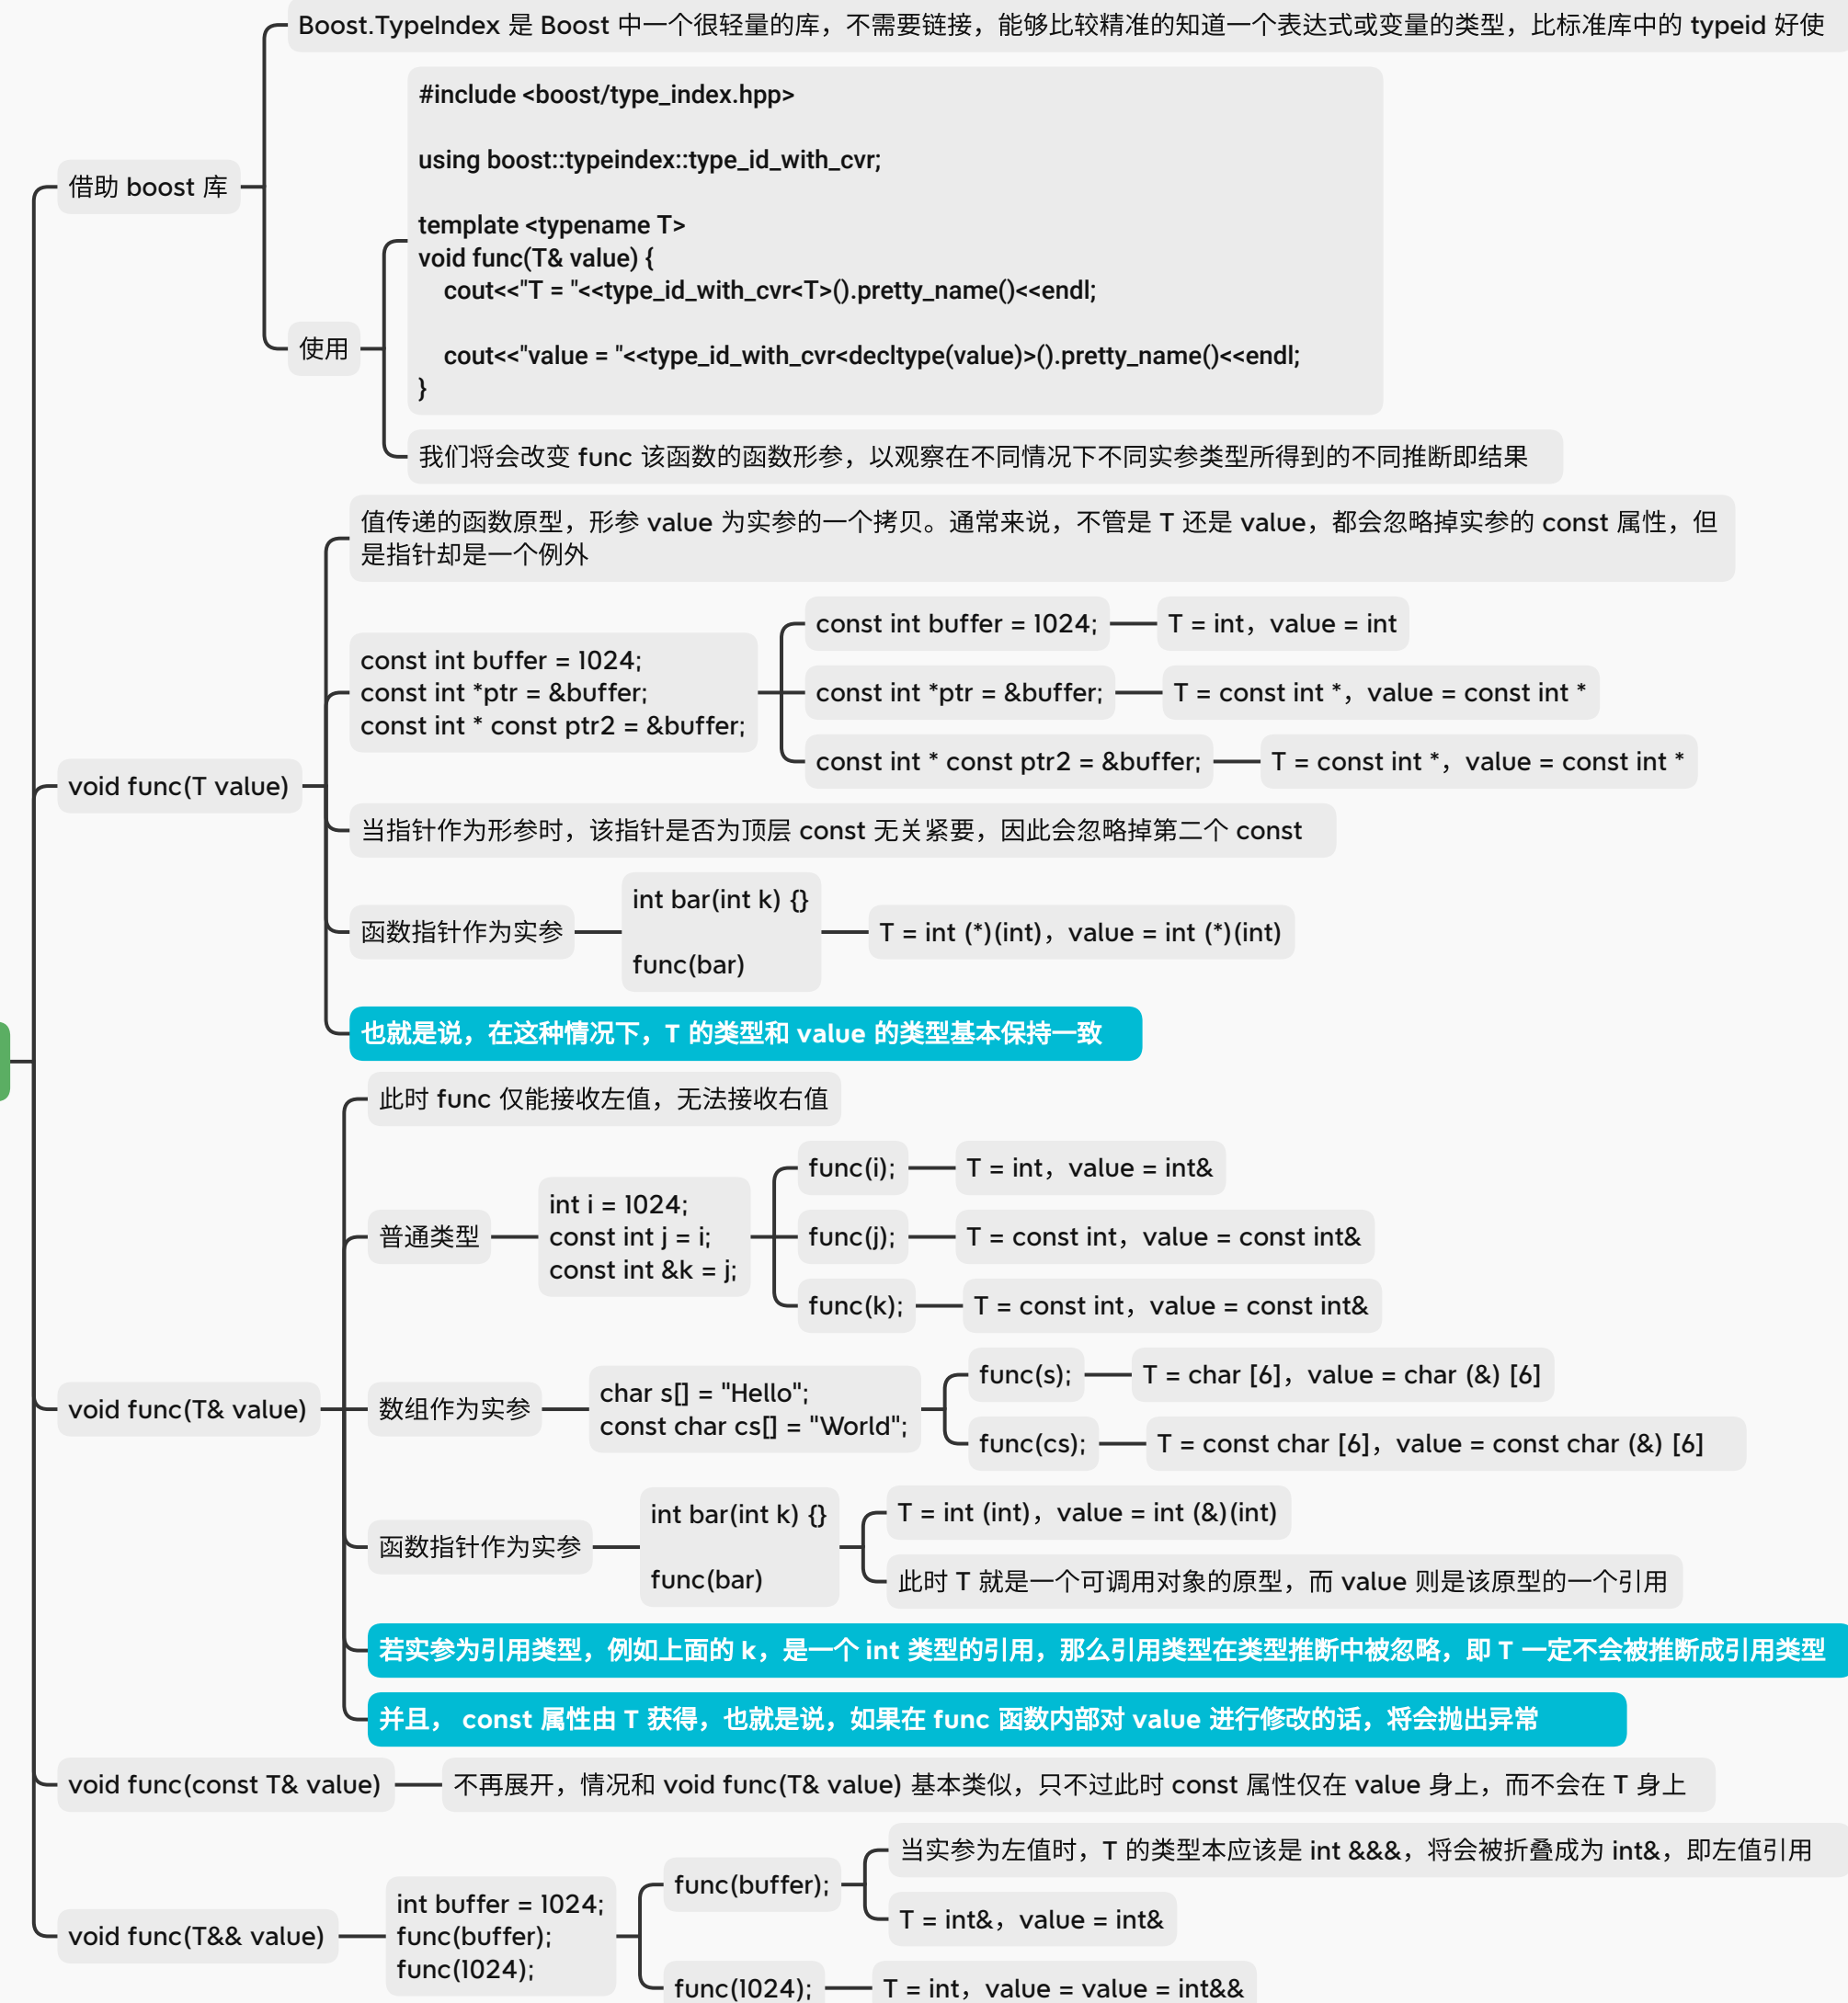 Boost.TypeIndex 是 Boost 中一个很轻量的库，不需要链接，能够比较精准的知道一个表达式或变量的类型，比标准库中的 typeid 好使
借助 boost 库
#include <boost/type_index.hpp>
using boost::typeindex::type_id_with_cvr;
template <typename T>
void func(T& value) {
cout<<"T = "<<type_id_with_cvr<T>().pretty_name()<<endl;
cout<<"value = "<<type_id_with_cvr<decltype(value)>().pretty_name()<<endl;
}
使用
我们将会改变 func 该函数的函数形参，以观察在不同情况下不同实参类型所得到的不同推断即结果
void func(T value)
值传递的函数原型，形参 value 为实参的一个拷贝。通常来说，不管是 T 还是 value，都会忽略掉实参的 const 属性，但
是指针却是一个例外
const int buffer = 1024;
const int *ptr = &buffer;
const int * const ptr2 = &buffer;
const int buffer = 1024;
T = int，value = int
const int *ptr = &buffer;
T = const int *，value = const int *
const int * const ptr2 = &buffer;
T = const int *，value = const int *
当指针作为形参时，该指针是否为顶层 const 无关紧要，因此会忽略掉第二个 const
函数指针作为实参
int bar(int k) {}
func(bar)
T = int (*)(int)，value = int (*)(int)
也就是说，在这种情况下，T 的类型和 value 的类型基本保持一致
void func(T& value)
此时 func 仅能接收左值，无法接收右值
普通类型
int i = 1024;
const int j = i;
const int &k = j;
func(i);
T = int，value = int&
func(j);
T = const int，value = const int&
func(k);
T = const int，value = const int&
数组作为实参
char s[] = "Hello";
const char cs[] = "World";
func(s);
T = char [6]，value = char (&) [6]
func(cs);
T = const char [6]，value = const char (&) [6]
函数指针作为实参
int bar(int k) {}
func(bar)
T = int (int)，value = int (&)(int)
此时 T 就是一个可调用对象的原型，而 value 则是该原型的一个引用
若实参为引用类型，例如上面的 k，是一个 int 类型的引用，那么引用类型在类型推断中被忽略，即 T 一定不会被推断成引用类型
并且， const 属性由 T 获得，也就是说，如果在 func 函数内部对 value 进行修改的话，将会抛出异常
void func(const T& value)
不再展开，情况和 void func(T& value) 基本类似，只不过此时 const 属性仅在 value 身上，而不会在 T 身上
void func(T&& value)
int buffer = 1024;
func(buffer);
func(1024);
func(buffer);
当实参为左值时，T 的类型本应该是 int &&&，将会被折叠成为 int&，即左值引用
T = int&，value = int&
func(1024);
T = int，value = value = int&&